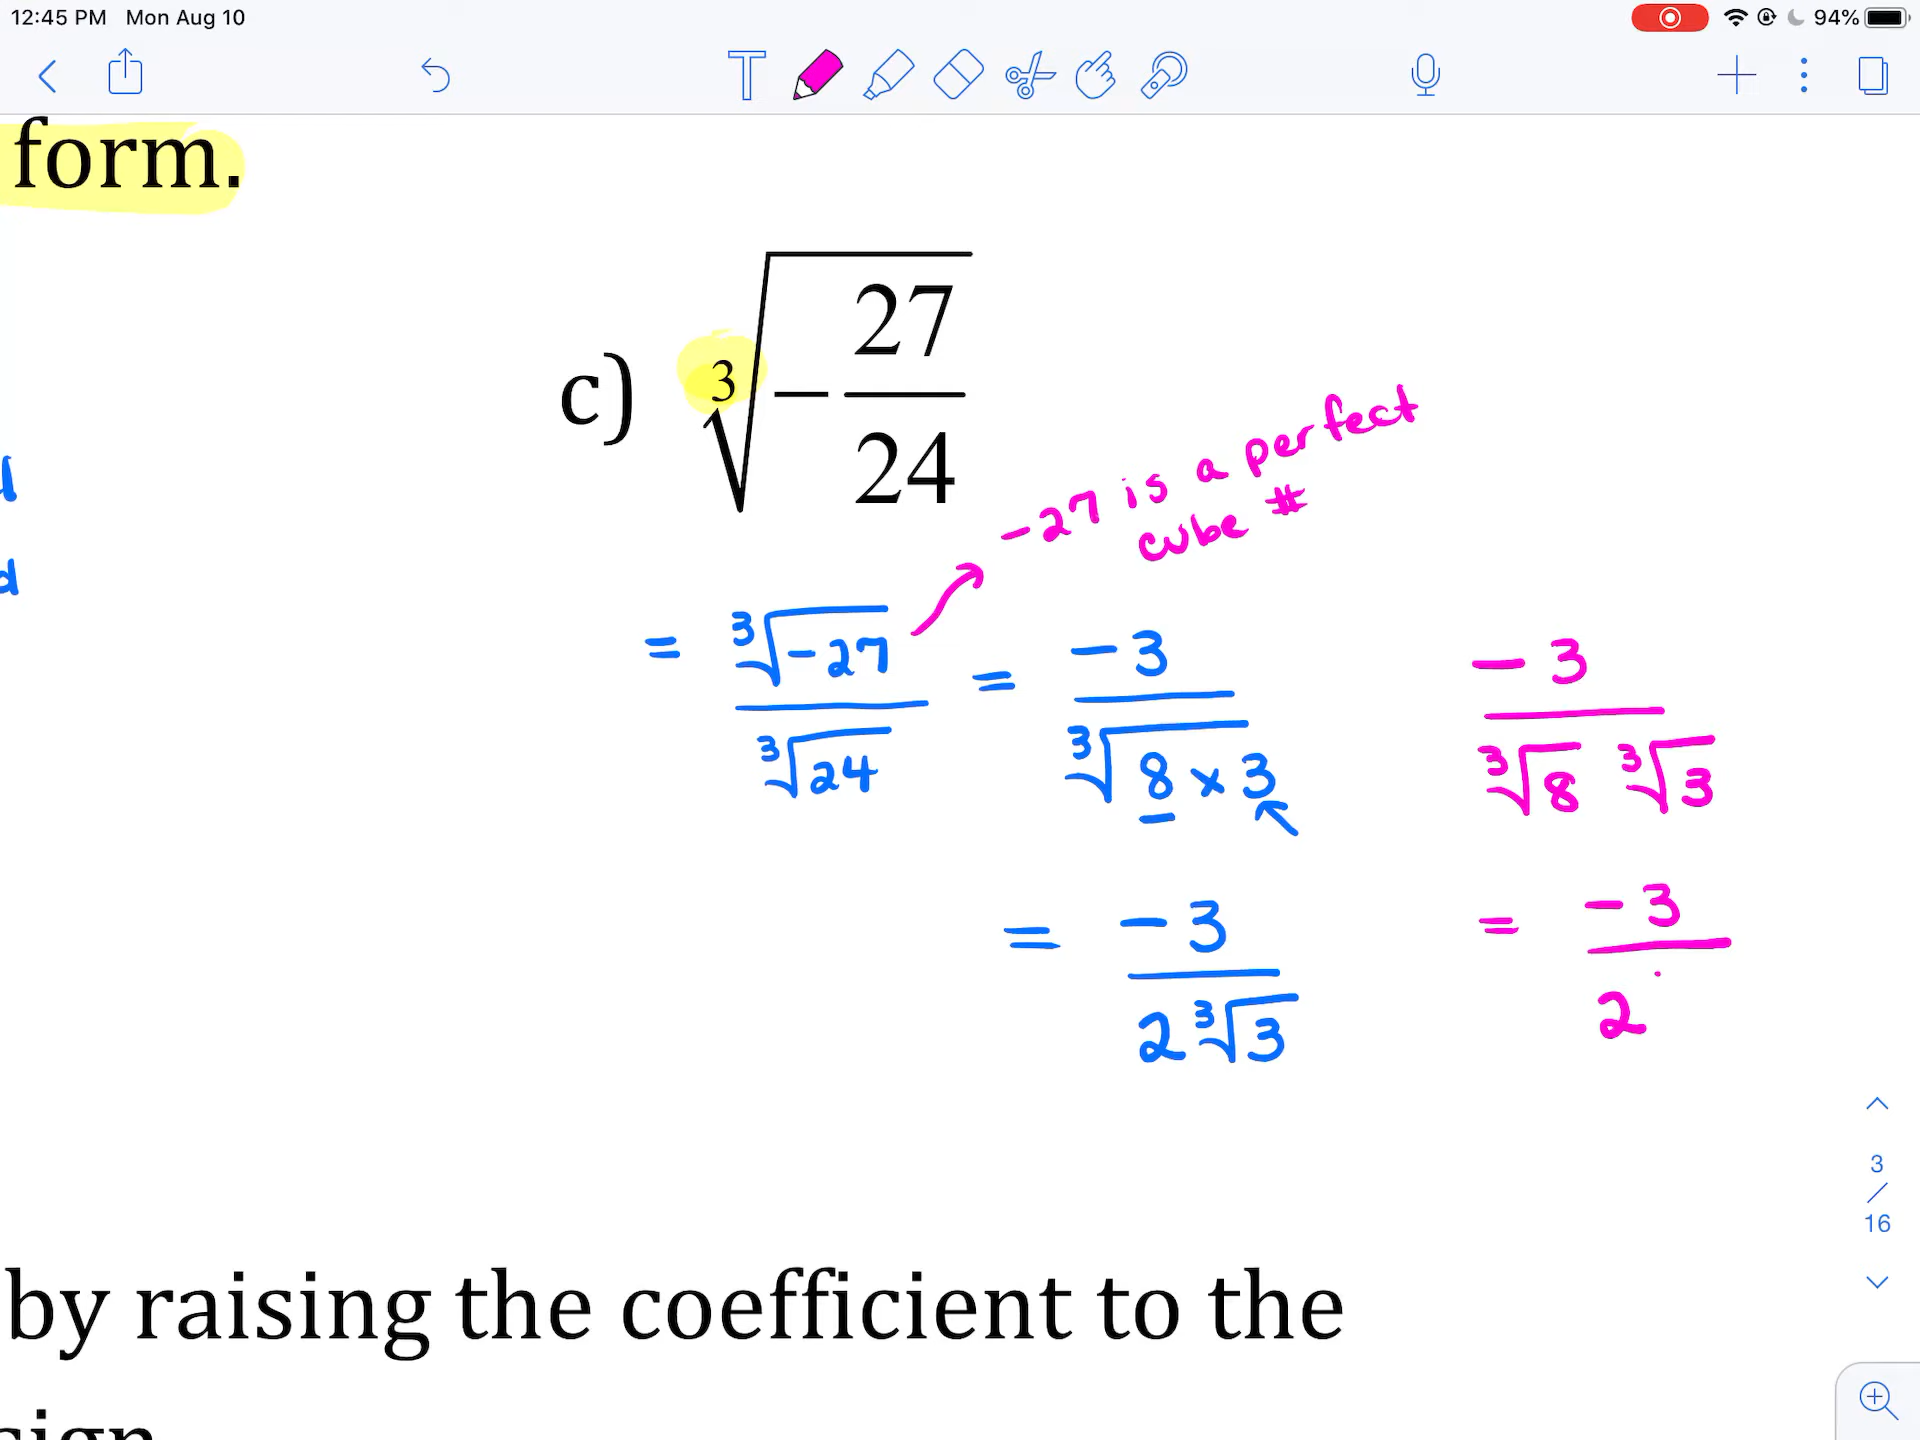 12:45 PM Mon Aug 10 94%
T
form.
c) ∛(-27/24)
-27 is a perfect
cube #
= ∛-27 / ∛24 = -3 / ∛8 × 3
-3 / ∛8 ∛3
= -3 / 2∛3
= -3 / 2
3
/
16
by raising the coefficient to the
sign